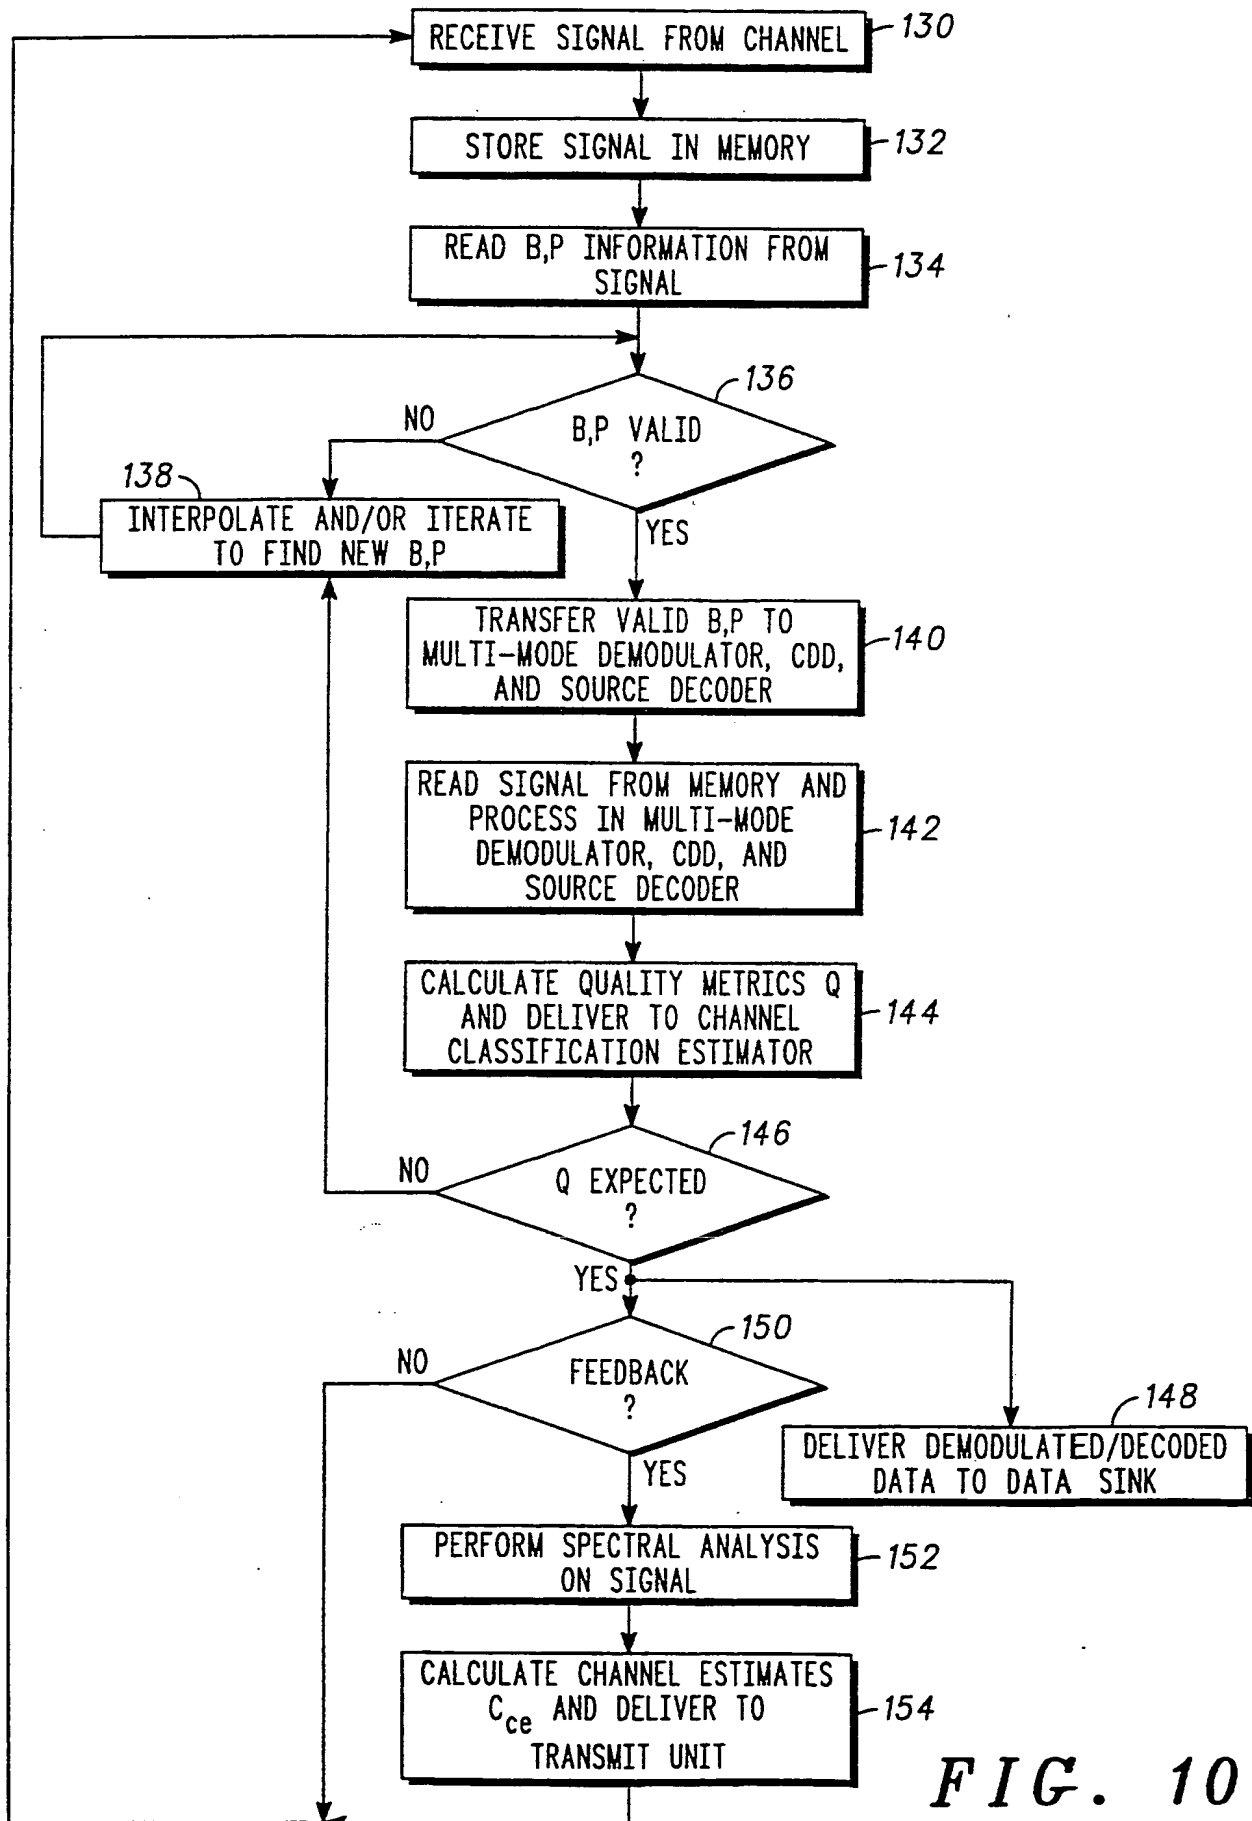 RECEIVE SIGNAL FROM CHANNEL
130
STORE SIGNAL IN MEMORY
132
READ B,P INFORMATION FROM
SIGNAL
134
136
B,P VALID
?
NO
YES
138
INTERPOLATE AND/OR ITERATE
TO FIND NEW B,P
TRANSFER VALID B,P TO
MULTI-MODE DEMODULATOR, CDD,
AND SOURCE DECODER
140
READ SIGNAL FROM MEMORY AND
PROCESS IN MULTI-MODE
DEMODULATOR, CDD, AND
SOURCE DECODER
142
CALCULATE QUALITY METRICS Q
AND DELIVER TO CHANNEL
CLASSIFICATION ESTIMATOR
144
146
Q EXPECTED
?
NO
YES
150
FEEDBACK
?
NO
YES
148
DELIVER DEMODULATED/DECODED
DATA TO DATA SINK
PERFORM SPECTRAL ANALYSIS
ON SIGNAL
152
CALCULATE CHANNEL ESTIMATES
Cce AND DELIVER TO
TRANSMIT UNIT
154
FIG. 10